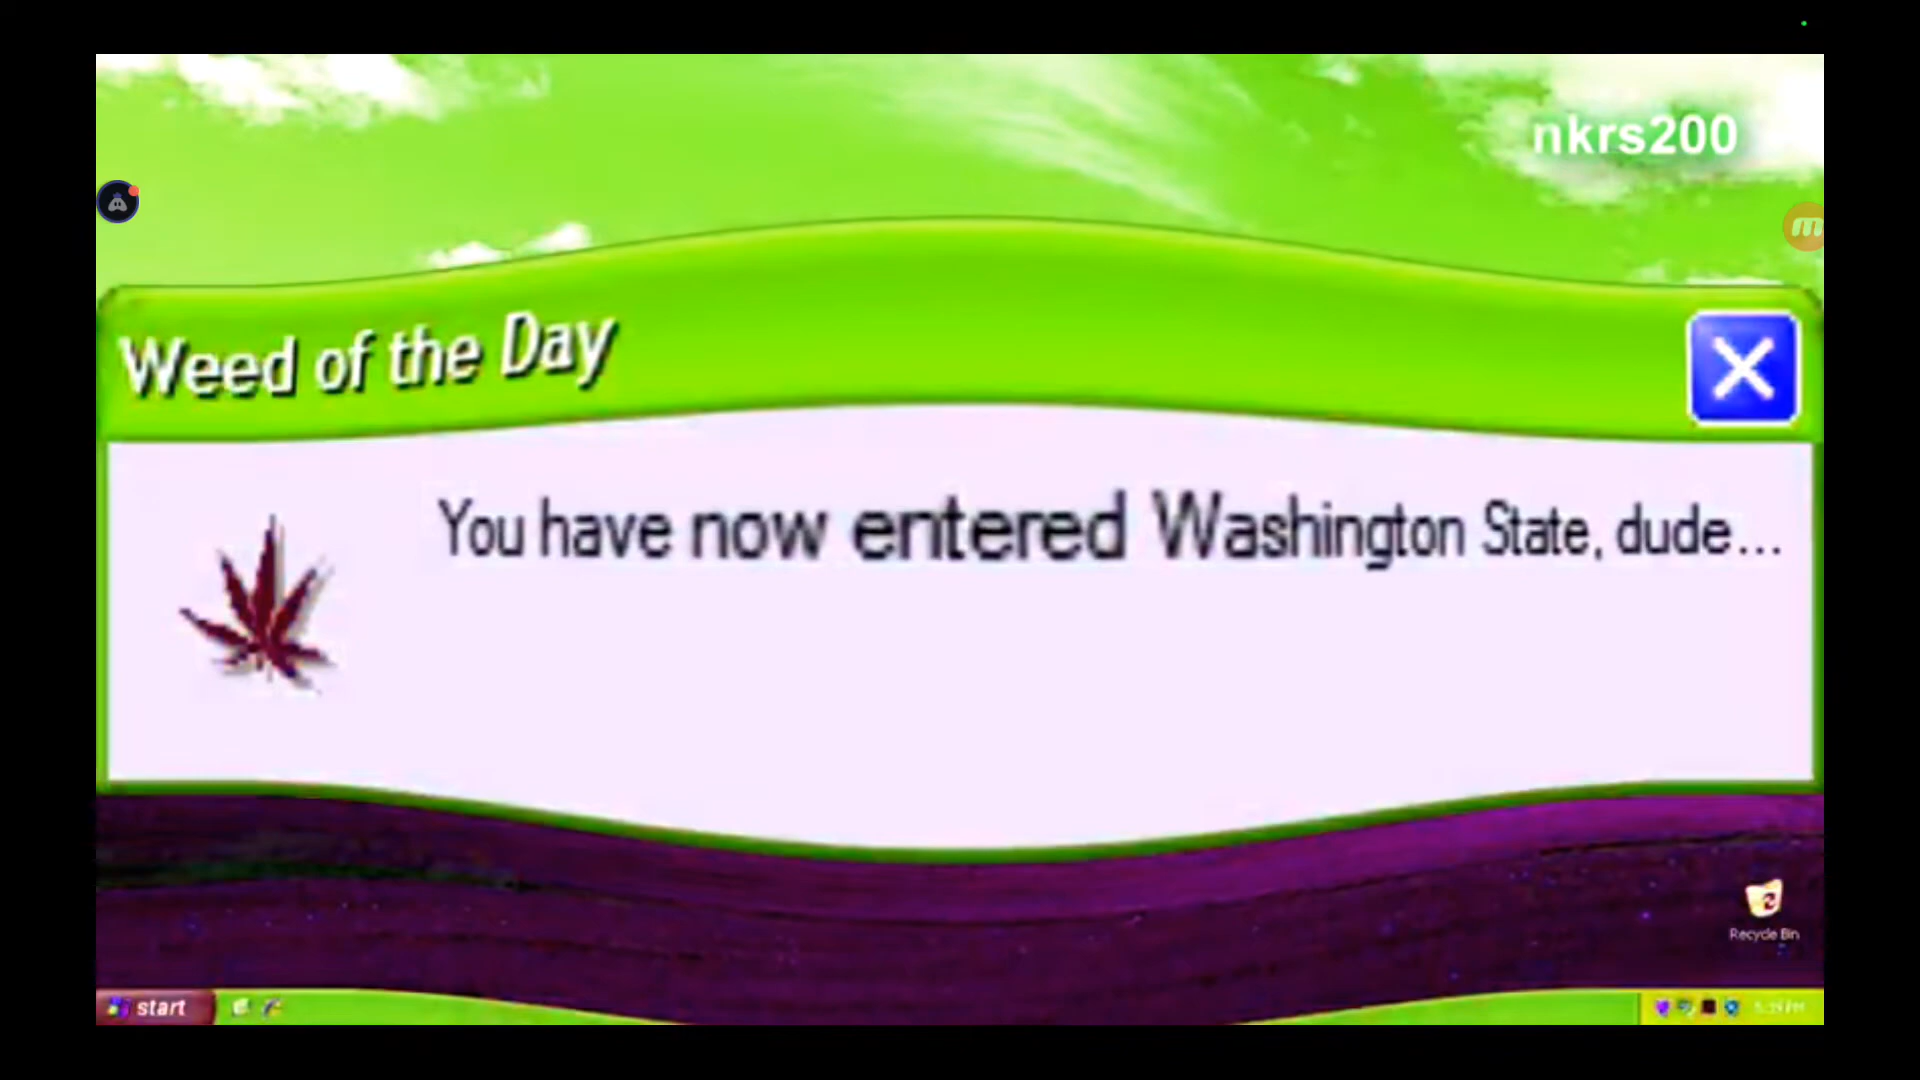 nkrs200
Weed of the Day
You have now entered Washington State, dude...
Recycle Bin
start